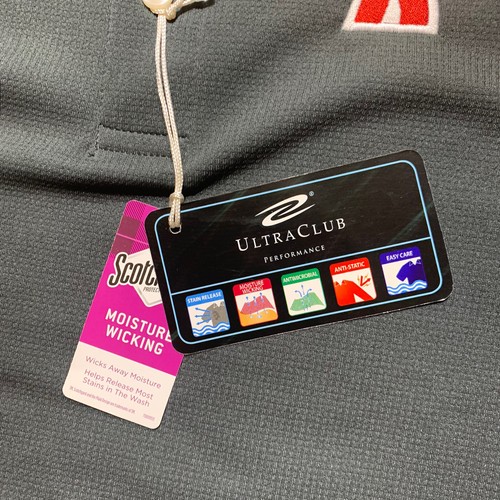 ®
ULTRACLUB
PERFORMANCE
STAIN RELEASE
MOISTURE
WICKING
ANTIMICROBIAL
ANTI-STATIC
EASY CARE
MOISTURE
WICKING
Wicks Away Moisture
Helps Release Most
Stains in The Wash